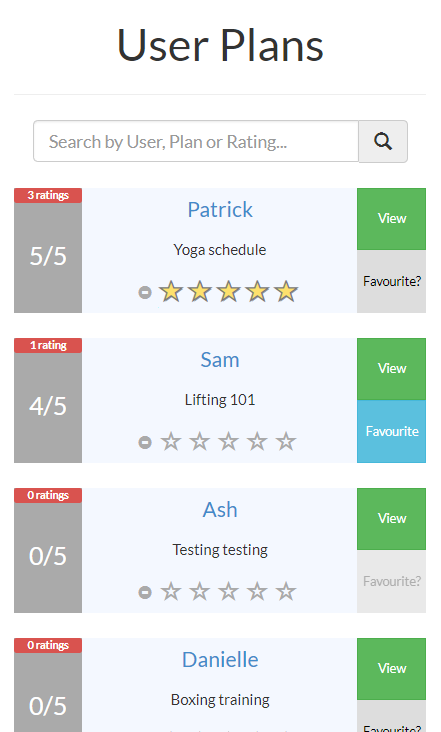 User Plans
Search by User, Plan or Rating...
3 ratings
Patrick
View
5/5
Yoga schedule
Favourite?
1 rating
Sam
View
4/5
Lifting 101
Favourite
0 ratings
Ash
View
0/5
Testing testing
Favourite?
0 ratings
Danielle
View
0/5
Boxing training
Favourite?